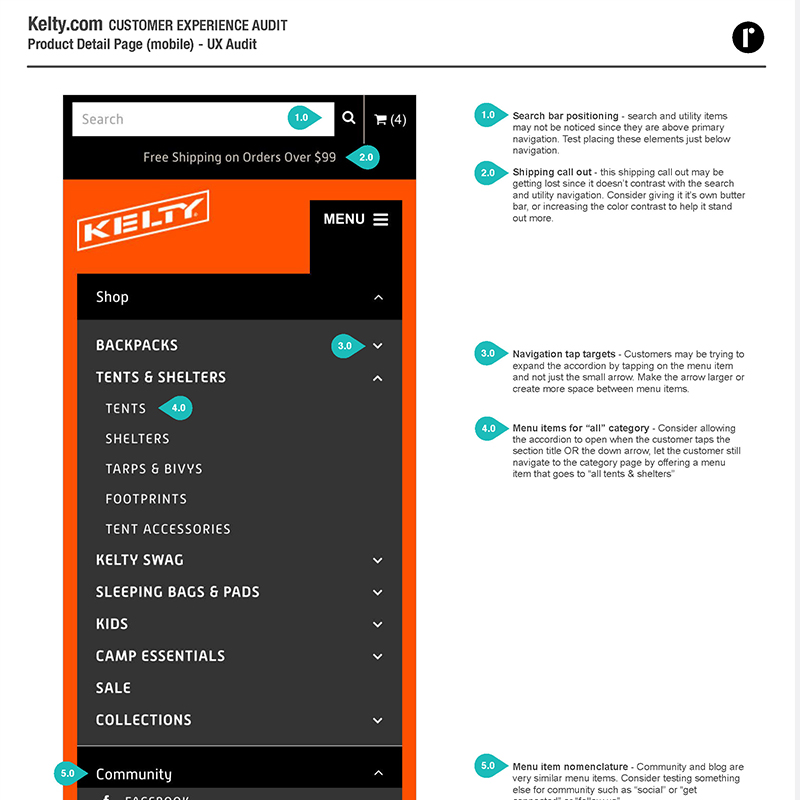 Kelty.com CUSTOMER EXPERIENCE AUDIT
Product Detail Page (mobile) - UX Audit
r
Search
1.0
(4)
Free Shipping on Orders Over $99
2.0
KELTY
MENU
Shop
BACKPACKS
3.0
TENTS & SHELTERS
TENTS
4.0
SHELTERS
TARPS & BIVYS
FOOTPRINTS
TENT ACCESSORIES
KELTY SWAG
SLEEPING BAGS & PADS
KIDS
CAMP ESSENTIALS
SALE
COLLECTIONS
5.0
Community
FACEBOOK
1.0
Search bar positioning - search and utility items
may not be noticed since they are above primary
navigation. Test placing these elements just below
navigation.
2.0
Shipping call out - this shipping call out may be
getting lost since it doesn't contrast with the search
and utility navigation. Consider giving it it's own butter
bar, or increasing the color contrast to help it stand
out more.
3.0
Navigation tap targets - Customers may be trying to
expand the accordion by tapping on the menu item
and not just the small arrow. Make the arrow larger or
create more space between menu items.
4.0
Menu items for “all” category - Consider allowing
the accordion to open when the customer taps the
section title OR the down arrow, let the customer still
navigate to the category page by offering a menu
item that goes to “all tents & shelters”
5.0
Menu item nomenclature - Community and blog are
very similar menu items. Consider testing something
else for community such as “social” or “get
connected” or “follow us”